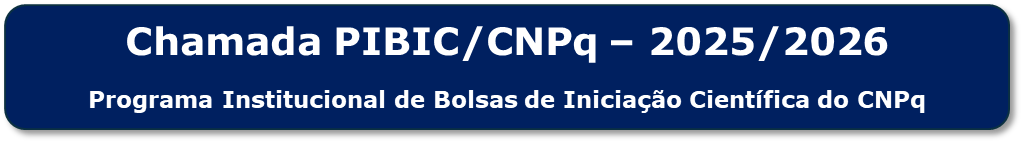 Chamada PIBIC/CNPq – 2025/2026
Programa Institucional de Bolsas de Iniciação Científica do CNPq